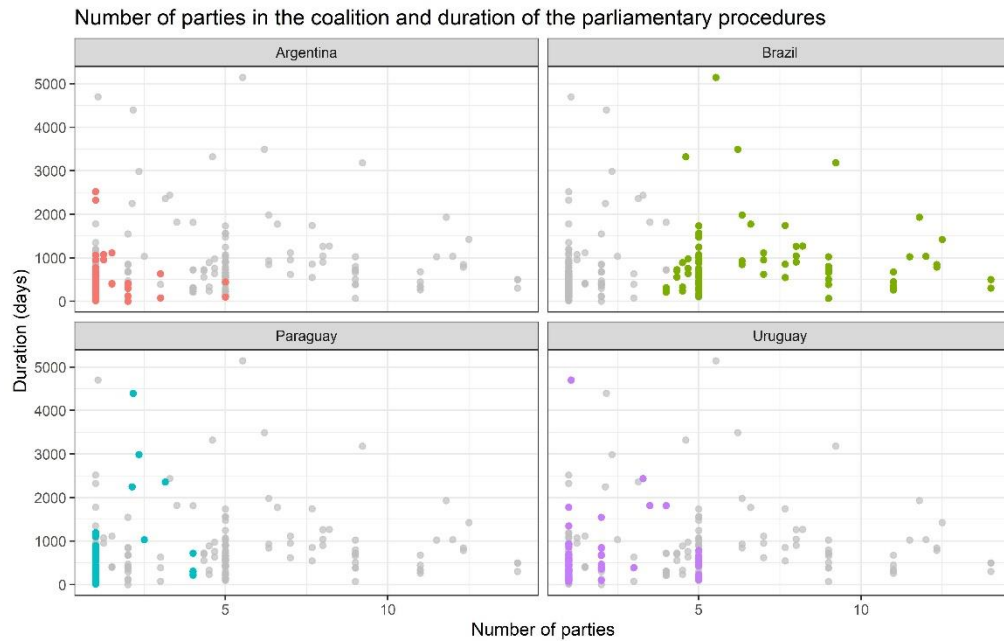 Number of parties in the coalition and duration of the parliamentary procedures
Argentina
Brazil
5000
4000
3000
2000
1000
0
Paraguay
Uruguay
5000
4000
3000
2000
1000
0
Duration (days)
5
10
5
10
Number of parties